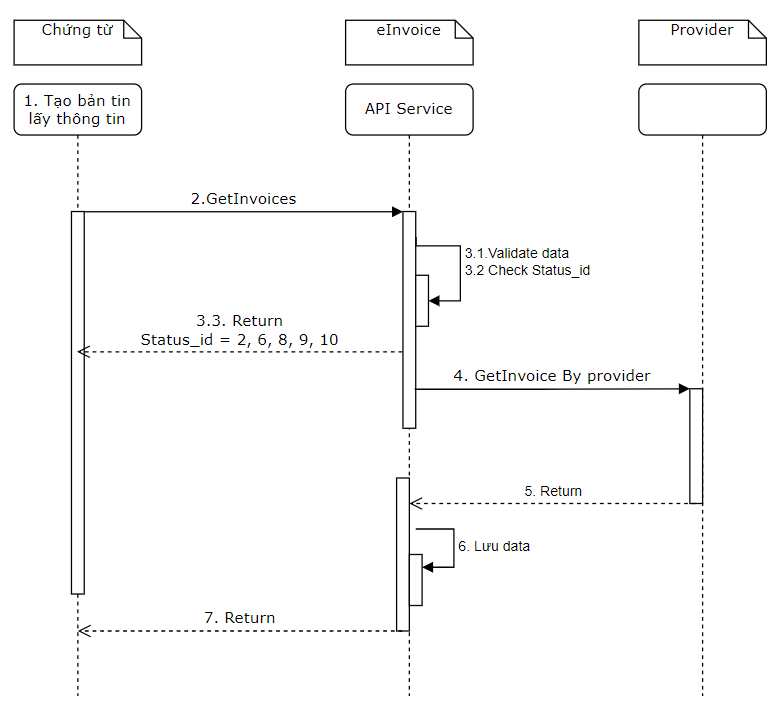 Chứng từ
eInvoice
Provider
1. Tạo bản tin
lấy thông tin
API Service
2.GetInvoices
3.1.Validate data
3.2 Check Status_id
3.3. Return
Status_id = 2, 6, 8, 9, 10
4. GetInvoice By provider
5. Return
6. Lưu data
7. Return